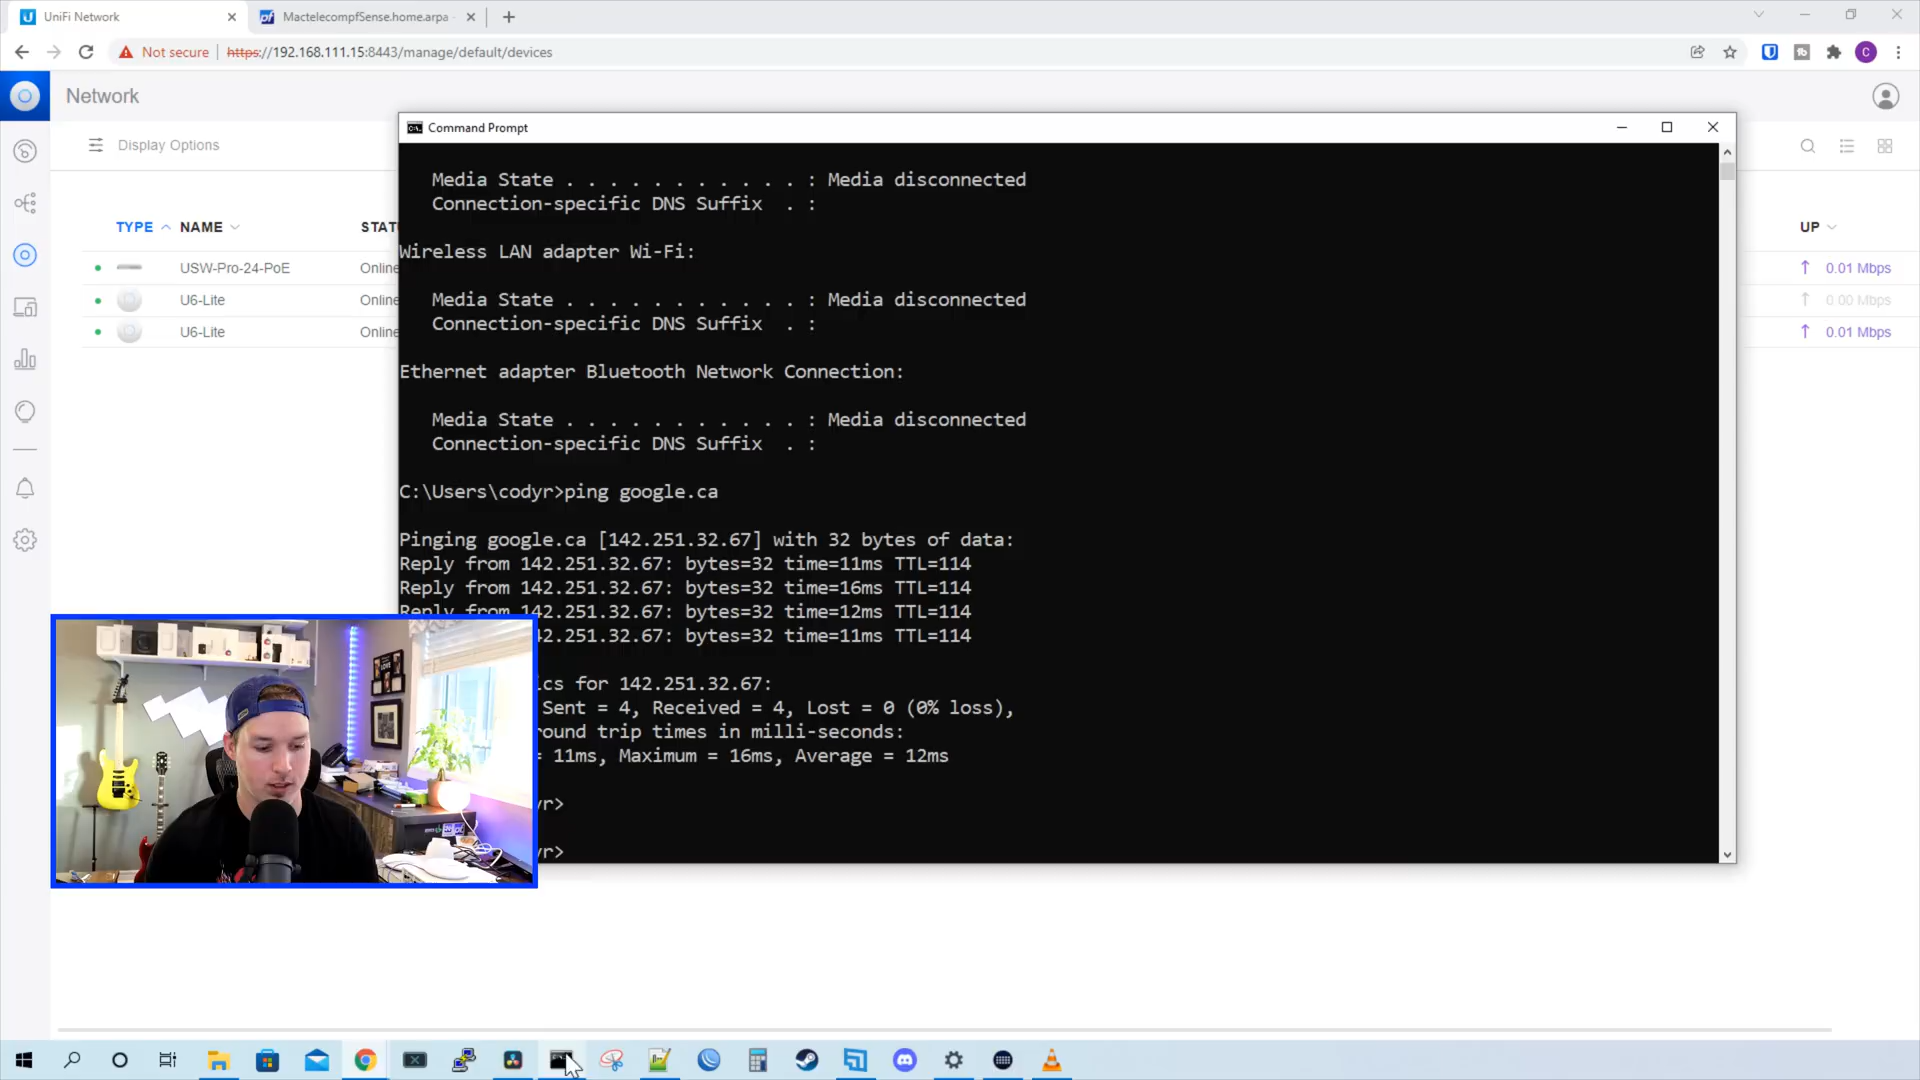 UniFi Network
MactelecompfSense.home.arpa
Not secure
https://192.168.111.15:8443/manage/default/devices
C
Network
Display Options
TYPE NAME STATU UP
USW-Pro-24-PoE Online 0.01 Mbps
U6-Lite Online 0.00 Mbps
U6-Lite Online 0.01 Mbps
Command Prompt
Media State . . . . . . . . . . . : Media disconnected
Connection-specific DNS Suffix . :
Wireless LAN adapter Wi-Fi:
Media State . . . . . . . . . . . : Media disconnected
Connection-specific DNS Suffix . :
Ethernet adapter Bluetooth Network Connection:
Media State . . . . . . . . . . . : Media disconnected
Connection-specific DNS Suffix . :
C:\Users\codyr>ping google.ca
Pinging google.ca [142.251.32.67] with 32 bytes of data:
Reply from 142.251.32.67: bytes=32 time=11ms TTL=114
Reply from 142.251.32.67: bytes=32 time=16ms TTL=114
Reply from 142.251.32.67: bytes=32 time=12ms TTL=114
42.251.32.67: bytes=32 time=11ms TTL=114
ics for 142.251.32.67:
Sent = 4, Received = 4, Lost = 0 (0% loss),
ound trip times in milli-seconds:
= 11ms, Maximum = 16ms, Average = 12ms
yr>
yr>